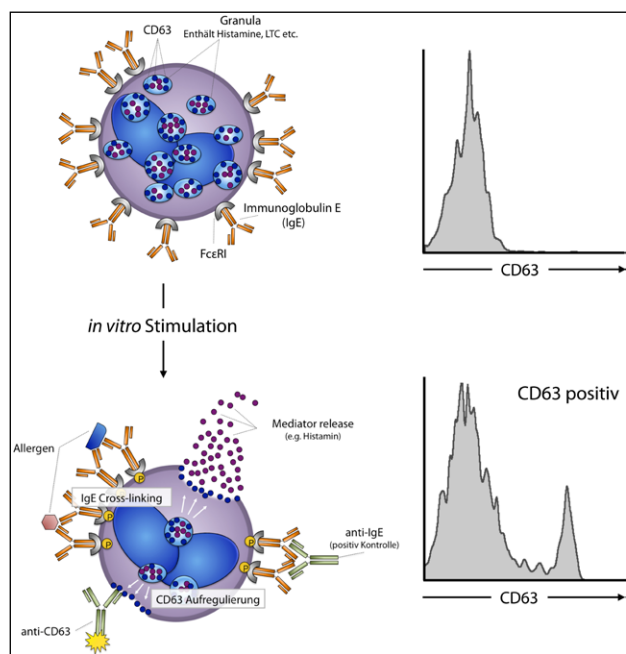 CD63
Granula
Enthält Histamine, LTC etc.
Immunoglobulin E
(IgE)
FcεRI
CD63
in vitro Stimulation
CD63 positiv
Mediator release
(e.g. Histamin)
Allergen
P
P
IgE Cross-linking
P
P
P
P
anti-IgE
(positiv Kontrolle)
CD63 Aufregulierung
anti-CD63
CD63